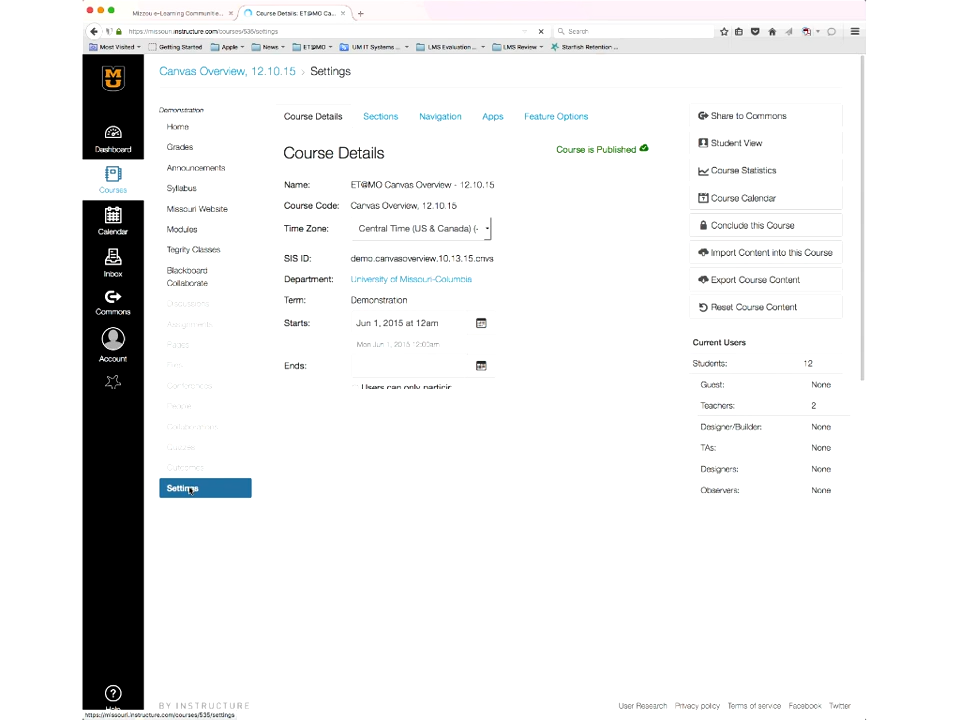 Mizzou e-Learning Communitie...
Course Details: ET@MO Ca...
https://missouri.instructure.com/courses/535/settings
Search
Most Visited
Getting Started
Apple
News
ET@MO
UM IT Systems ...
LMS Evaluation...
LMS Review
Starfish Retention ...
Canvas Overview, 12.10.15 › Settings
Dashboard
Courses
Calendar
Inbox
Commons
Account
Help
Demonstration
Home
Grades
Announcements
Syllabus
Missouri Website
Modules
Tegrity Classes
Blackboard
Collaborate
Discussions
Assignments
Pages
Files
Conferences
People
Collaborations
Quizzes
Outcomes
Settings
Course Details
Sections
Navigation
Apps
Feature Options
Course Details
Course is Published
Name: ET@MO Canvas Overview - 12.10.15
Course Code: Canvas Overview, 12.10.15
Time Zone: Central Time (US & Canada) (-
SIS ID: demo.canvasoverview.10.13.15.cnvs
Department: University of Missouri-Columbia
Term: Demonstration
Starts: Jun 1, 2015 at 12am
Mon Jun 1, 2015 12:00am
Ends:
Users can only particip
Share to Commons
Student View
Course Statistics
Course Calendar
Conclude this Course
Import Content into this Course
Export Course Content
Reset Course Content
Current Users
Students: 12
Guest: None
Teachers: 2
Designer/Builder: None
TAs: None
Designers: None
Observers: None
BY INSTRUCTURE
User Research Privacy policy Terms of service Facebook Twitter
https://missouri.instructure.com/courses/535/settings